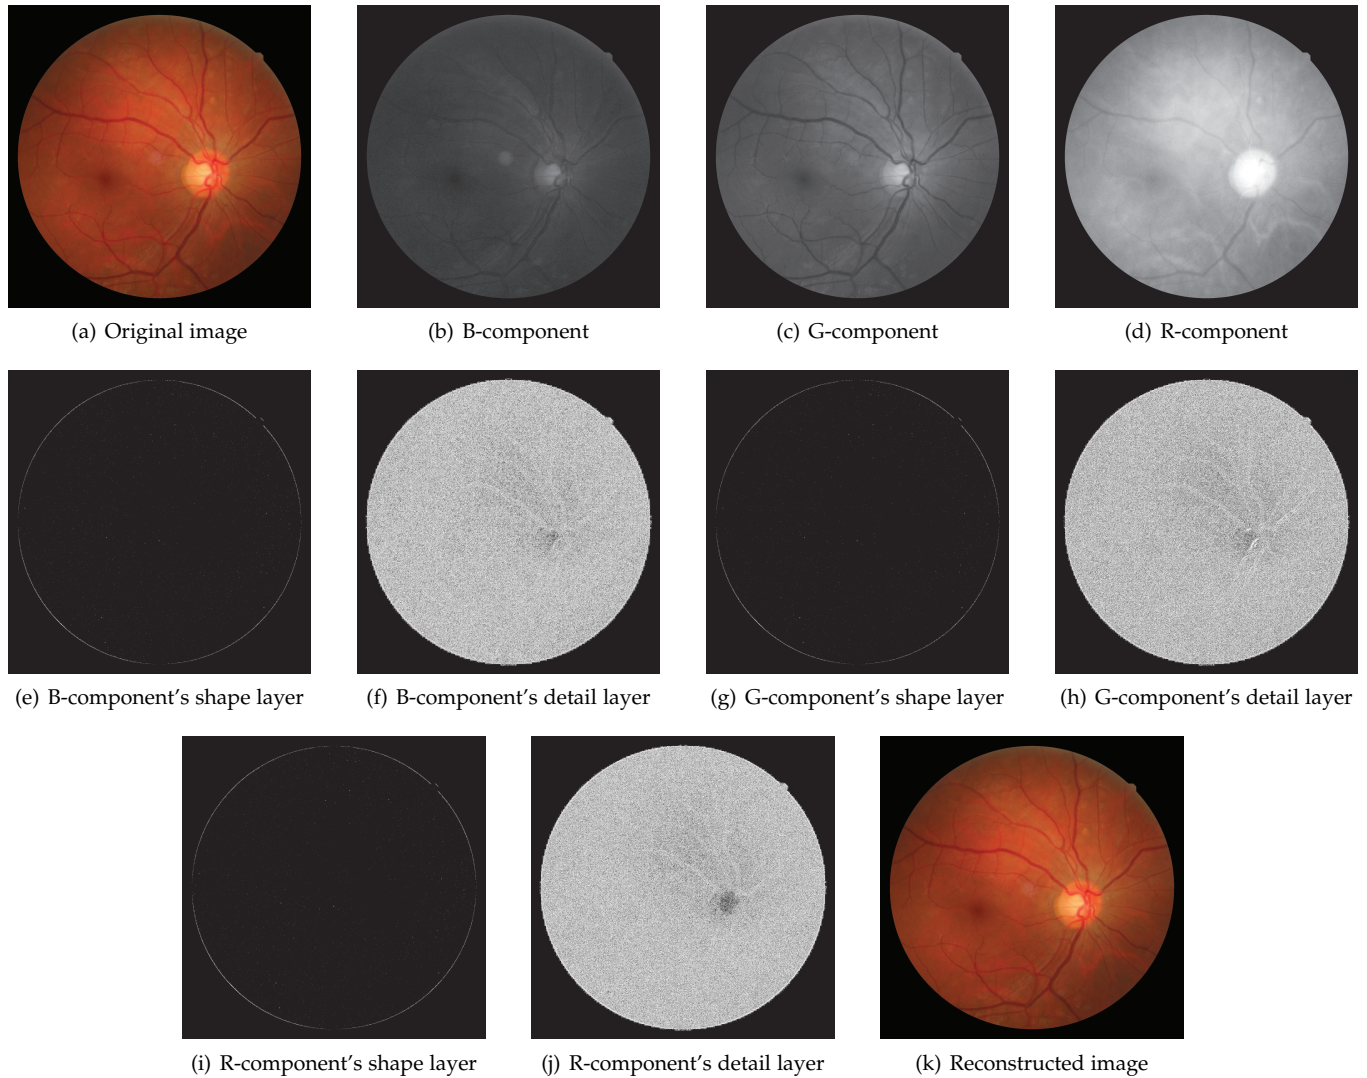 (a) Original image
(b) B-component
(c) G-component
(d) R-component
(e) B-component's shape layer
(f) B-component's detail layer
(g) G-component's shape layer
(h) G-component's detail layer
(i) R-component's shape layer
(j) R-component's detail layer
(k) Reconstructed image